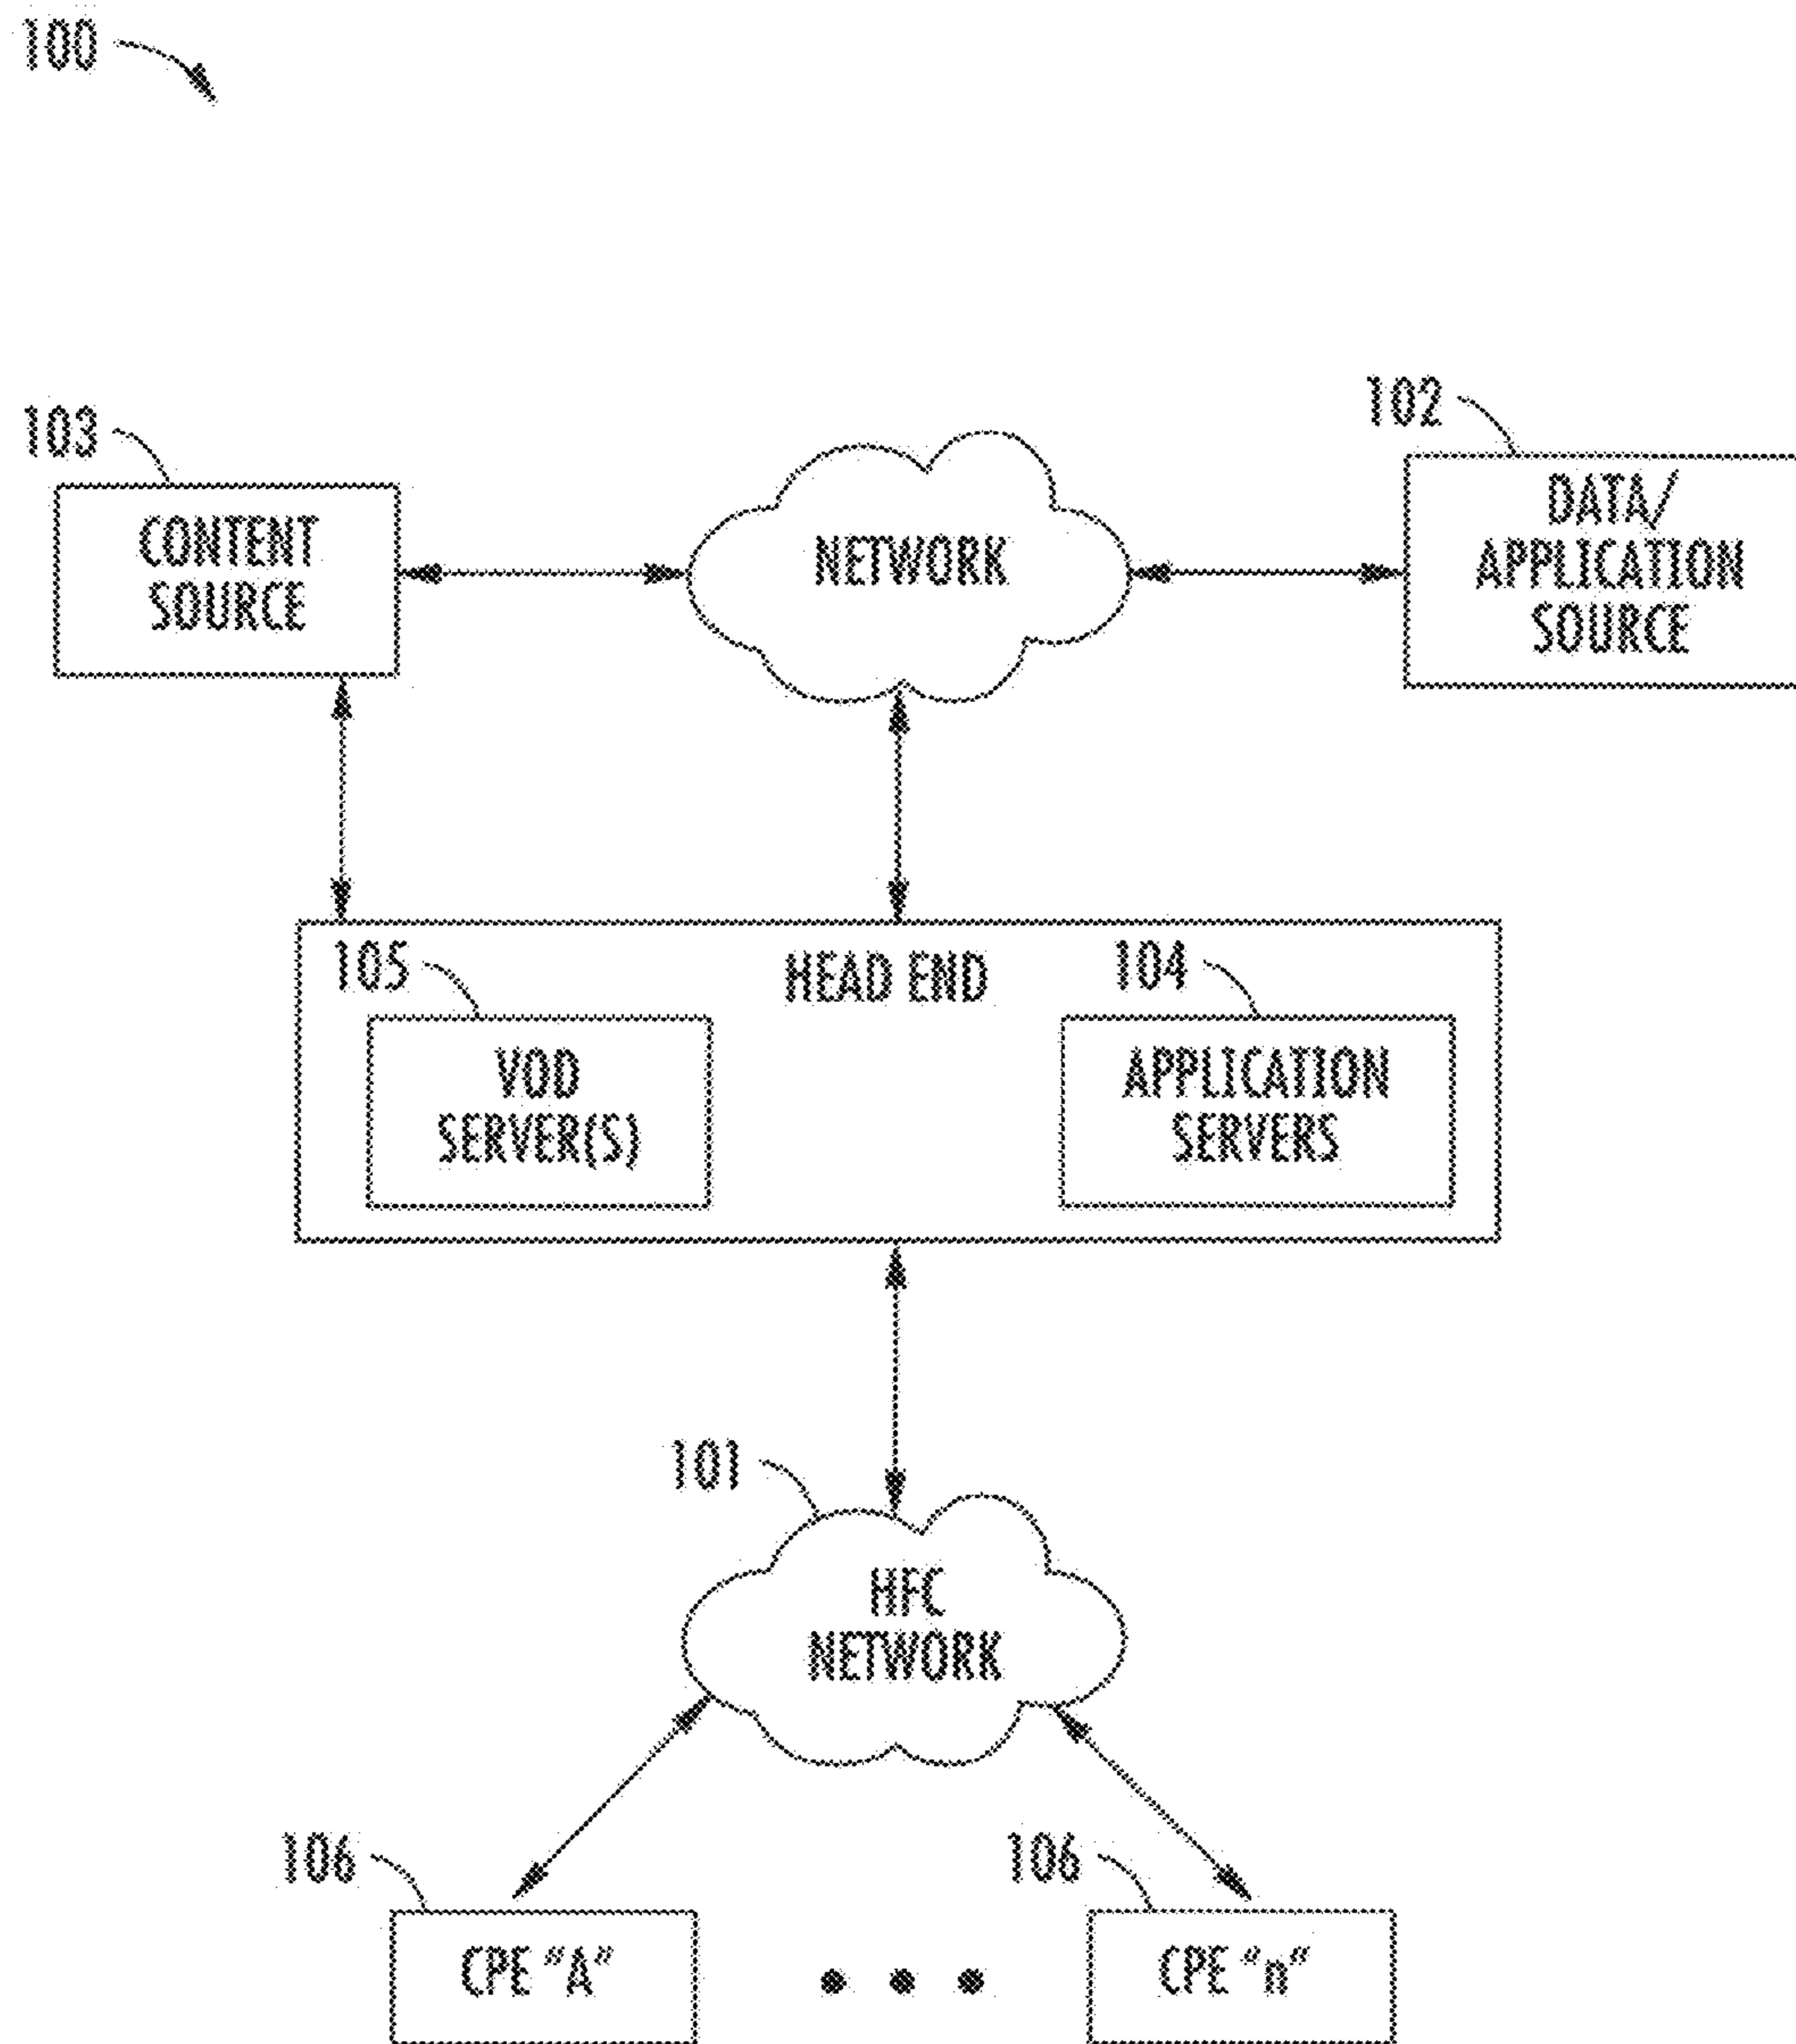 100
103
102
CONTENT
SOURCE
NETWORK
DATA/
APPLICATION
SOURCE
105
HEAD END
104
VOD
SERVER(S)
APPLICATION
SERVERS
101
HFC
NETWORK
106
106
CPE "A"
CPE "n"